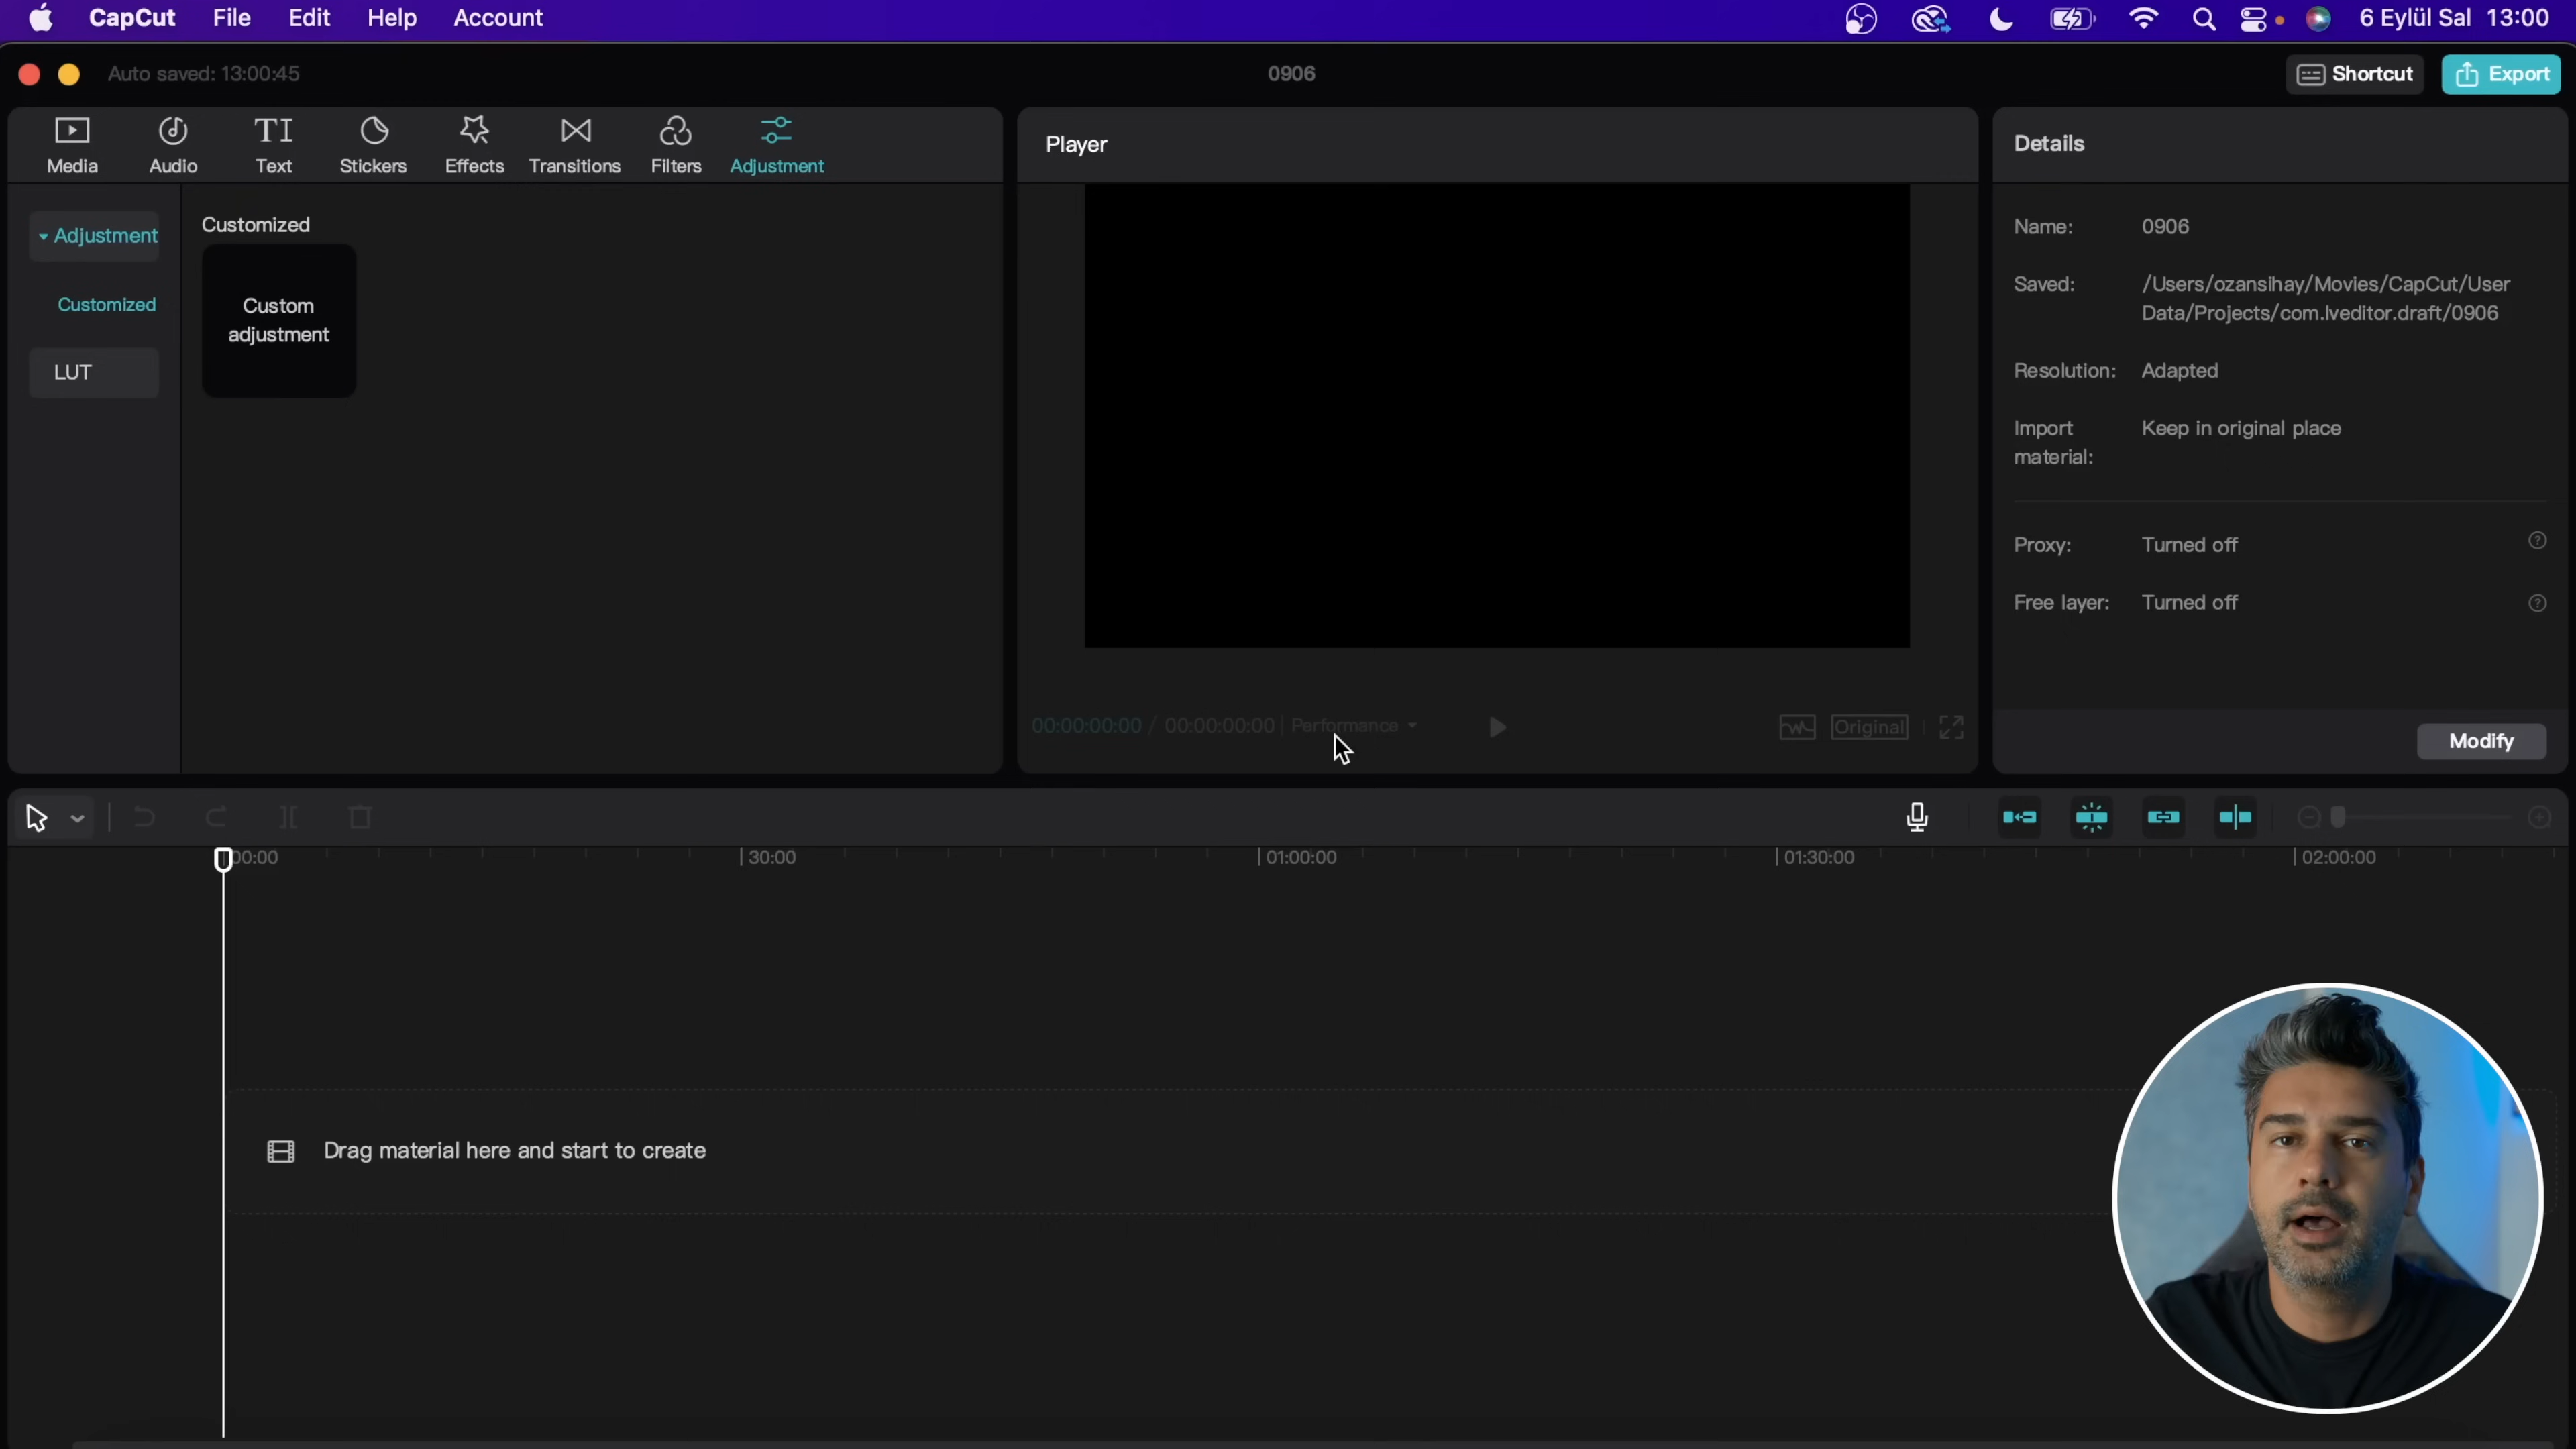 CapCut File Edit Help Account 6 Eylül Sal 13:00
Auto saved: 13:00:45 0906 Shortcut Export
Media Audio Text Stickers Effects Transitions Filters Adjustment
Adjustment
Customized
LUT
Customized
Custom
adjustment
Player
00:00:00:00 / 00:00:00:00 Performance Original
Details
Name: 0906
Saved: /Users/ozansihay/Movies/CapCut/User
Data/Projects/com.lveditor.draft/0906
Resolution: Adapted
Import Keep in original place
material:
Proxy: Turned off
Free layer: Turned off
Modify
00:00 30:00 01:00:00 01:30:00 02:00:00
Drag material here and start to create